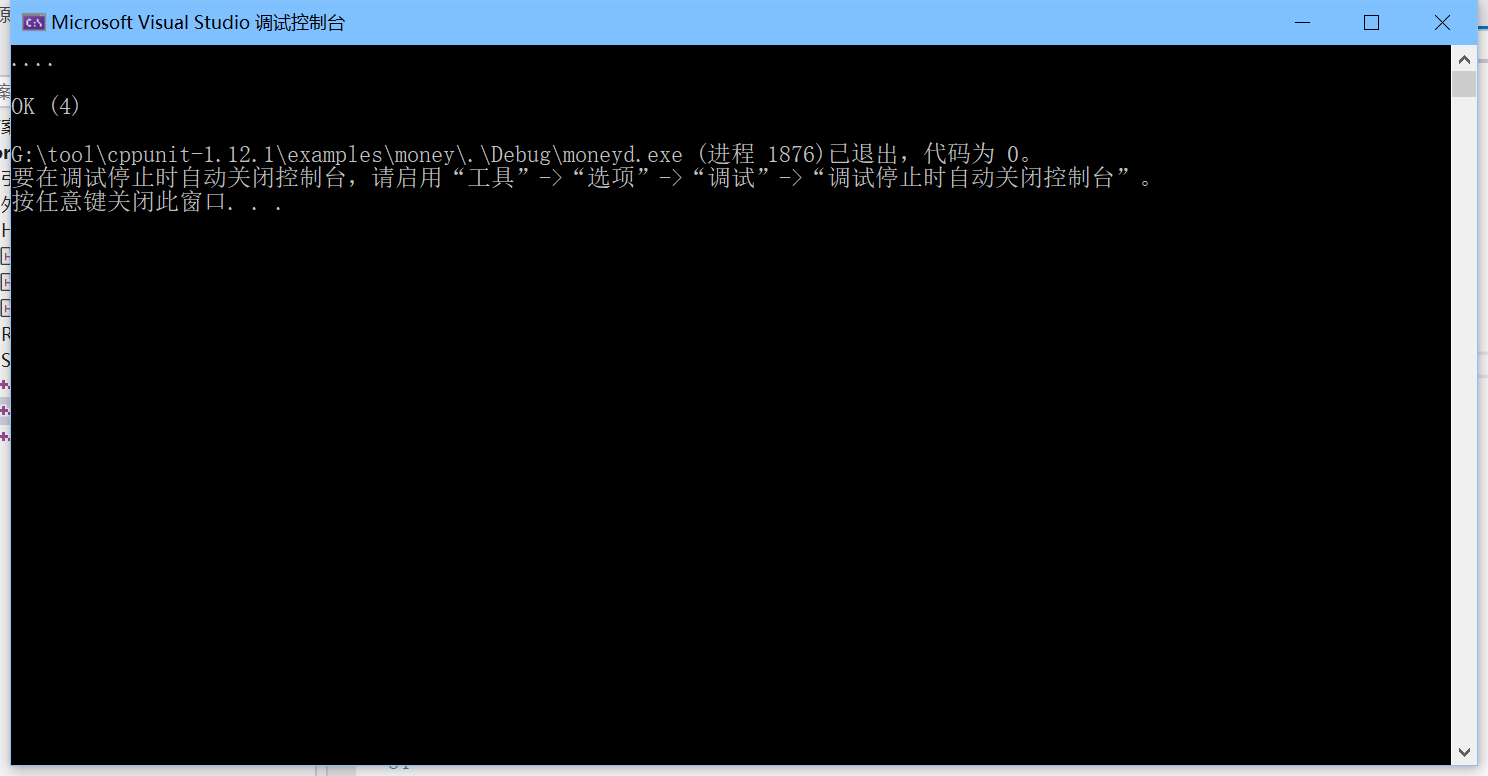 Microsoft Visual Studio 调试控制台
....
OK (4)
G:\tool\cppunit-1.12.1\examples\money\.\Debug\moneyd.exe (进程 1876)已退出，代码为 0。
要在调试停止时自动关闭控制台，请启用“工具”->“选项”->“调试”->“调试停止时自动关闭控制台”。
按任意键关闭此窗口. . .